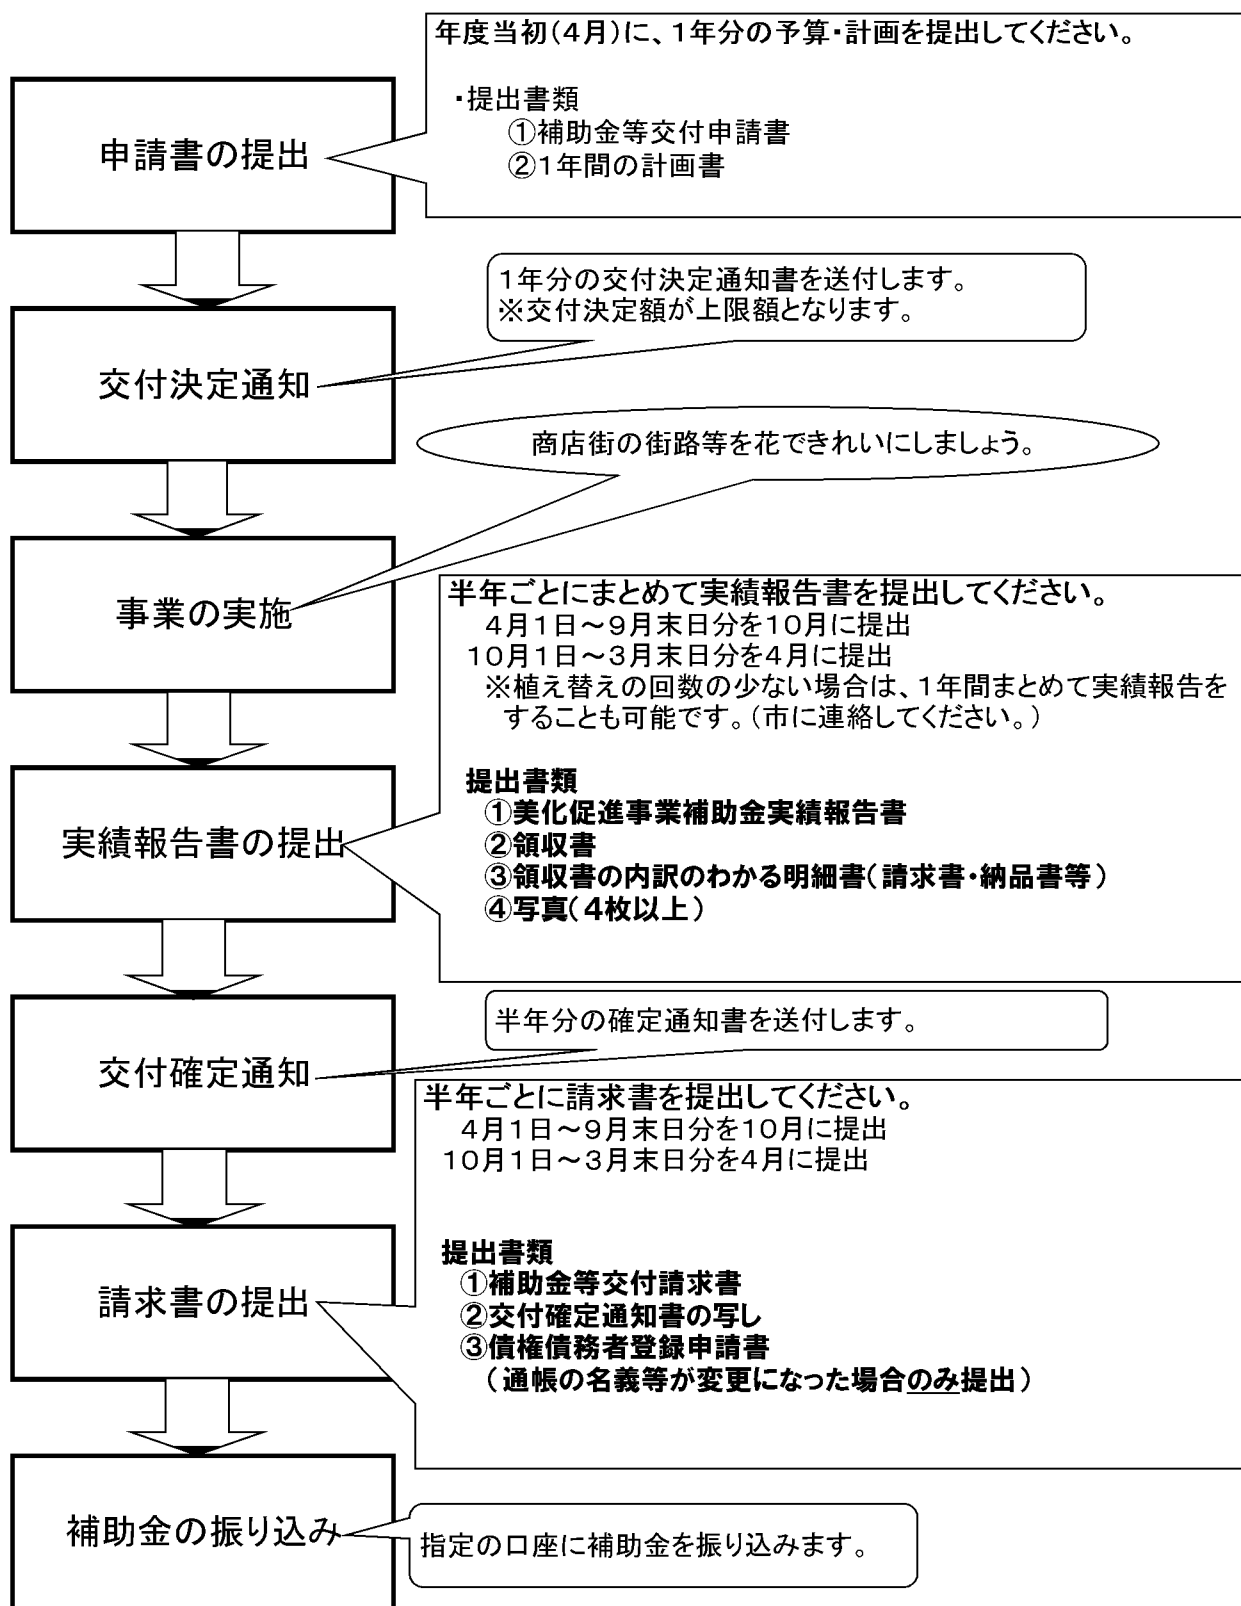 年度当初(４月)に、１年分の予算・計画を提出してください。
・提出書類
①補助金等交付申請書
②１年間の計画書
申請書の提出
１年分の交付決定通知書を送付します。
※交付決定額が上限額となります。
交付決定通知
商店街の街路等を花できれいにしましょう。
事業の実施
半年ごとにまとめて実績報告書を提出してください。
４月１日～９月末日分を１０月に提出
１０月１日～３月末日分を４月に提出
※植え替えの回数の少ない場合は、１年間まとめて実績報告を
することも可能です。（市に連絡してください。）
提出書類
①美化促進事業補助金実績報告書
②領収書
③領収書の内訳のわかる明細書（請求書・納品書等）
④写真（４枚以上）
実績報告書の提出
半年分の確定通知書を送付します。
交付確定通知
半年ごとに請求書を提出してください。
４月１日～９月末日分を１０月に提出
１０月１日～３月末日分を４月に提出
提出書類
①補助金等交付請求書
②交付確定通知書の写し
③債権債務者登録申請書
（通帳の名義等が変更になった場合のみ提出）
請求書の提出
補助金の振り込み
指定の口座に補助金を振り込みます。